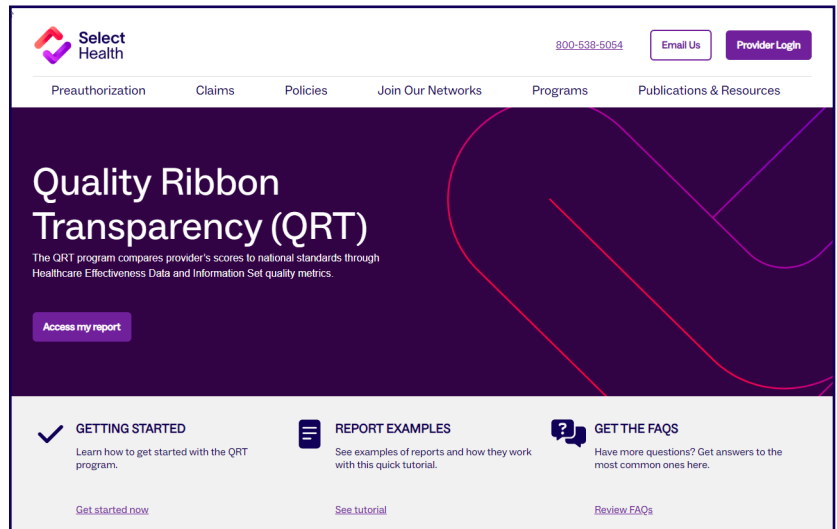 Select
Health
800-538-5054
Email Us
Provider Login
Preauthorization
Claims
Policies
Join Our Networks
Programs
Publications & Resources
Quality Ribbon
Transparency (QRT)
The QRT program compares provider's scores to national standards through
Healthcare Effectiveness Data and Information Set quality metrics.
Access my report
GETTING STARTED
Learn how to get started with the QRT
program.
Get started now
REPORT EXAMPLES
See examples of reports and how they work
with this quick tutorial.
See tutorial
GET THE FAQS
Have more questions? Get answers to the
most common ones here.
Review FAQs